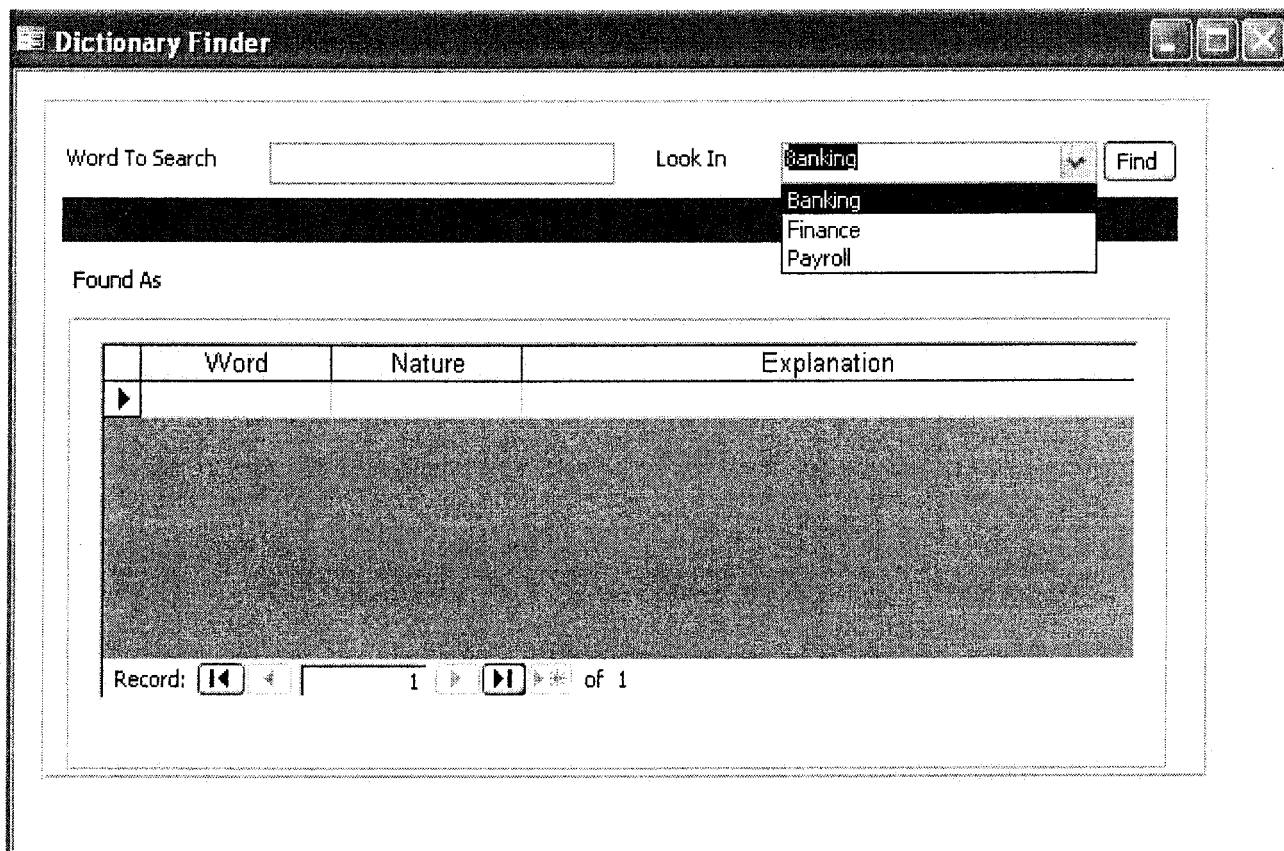 Dictionary Finder
Word To Search Look In Banking Find
Banking
Finance
Payroll
Found As
Word Nature Explanation
Record: 1 of 1